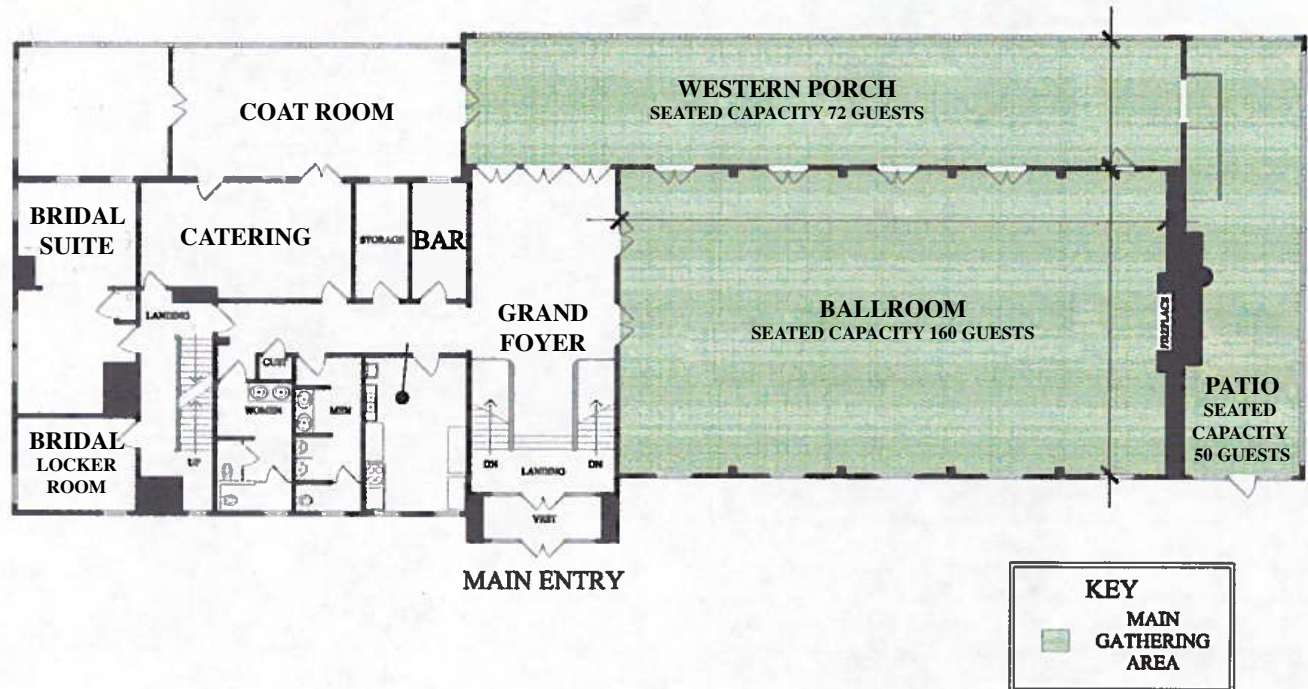 WESTERN PORCH
SEATED CAPACITY 72 GUESTS
COAT ROOM
BRIDAL
SUITE
CATERING
STORAGE
BAR
LANDING
GRAND
FOYER
BALLROOM
SEATED CAPACITY 160 GUESTS
FIREPLACE
CUST
WOMEN
MEN
PATIO
SEATED
CAPACITY
50 GUESTS
BRIDAL
LOCKER
ROOM
UP
DN
LANDING
DN
VEST
MAIN ENTRY
KEY
MAIN
GATHERING
AREA